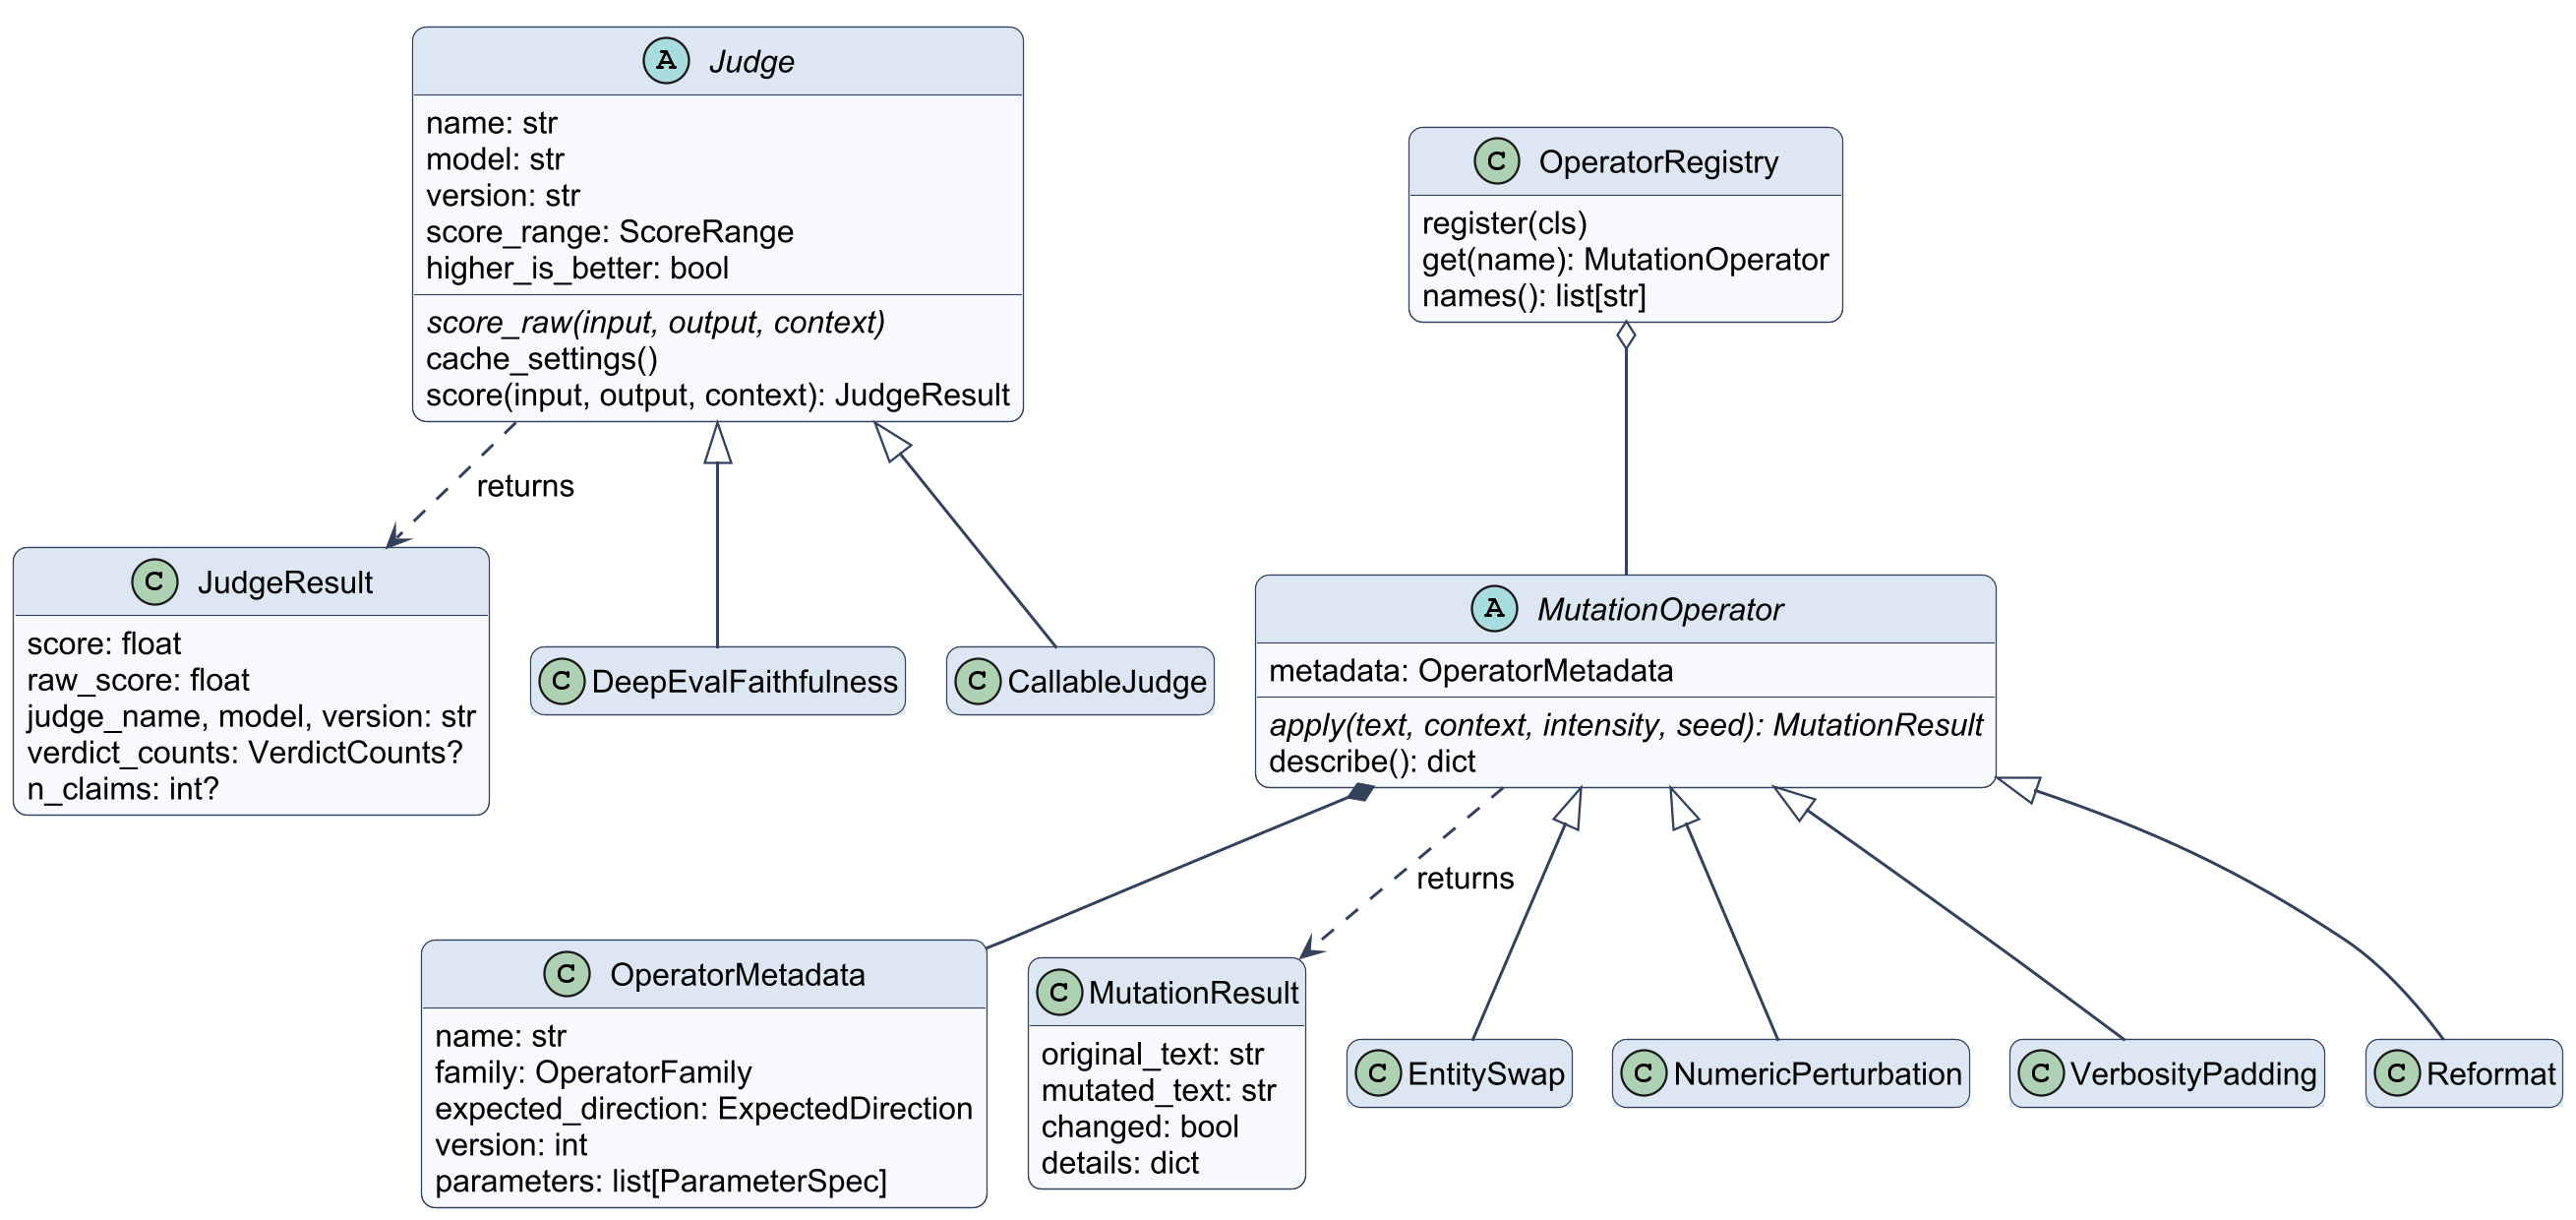 A Judge
name: str
model: str
version: str
score_range: ScoreRange
higher_is_better: bool
score_raw(input, output, context)
cache_settings()
score(input, output, context): JudgeResult
C OperatorRegistry
register(cls)
get(name): MutationOperator
names(): list[str]
returns
C JudgeResult
score: float
raw_score: float
judge_name, model, version: str
verdict_counts: VerdictCounts?
n_claims: int?
C DeepEvalFaithfulness
C CallableJudge
A MutationOperator
metadata: OperatorMetadata
apply(text, context, intensity, seed): MutationResult
describe(): dict
returns
C OperatorMetadata
name: str
family: OperatorFamily
expected_direction: ExpectedDirection
version: int
parameters: list[ParameterSpec]
C MutationResult
original_text: str
mutated_text: str
changed: bool
details: dict
C EntitySwap
C NumericPerturbation
C VerbosityPadding
C Reformat